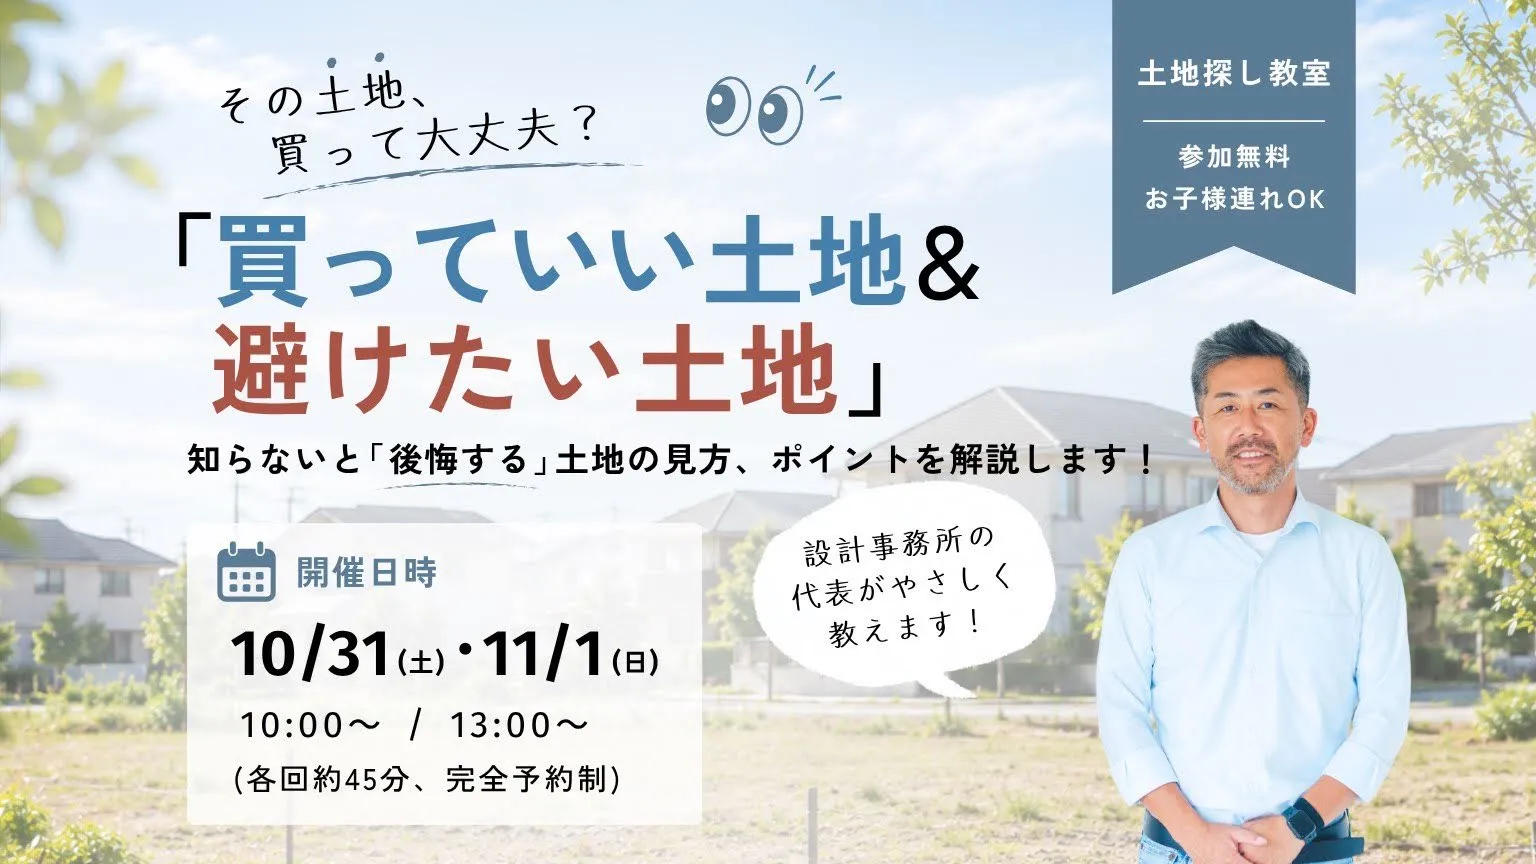 その土地、
買って大丈夫？
「買っていい土地&
避けたい土地」
知らないと「後悔する」土地の見方、ポイントを解説します！
開催日時
10/31(土)・11/1(日)
10:00～ / 13:00～
(各回約45分、完全予約制)
設計事務所の
代表がやさしく
教えます！
土地探し教室
参加無料
お子様連れOK